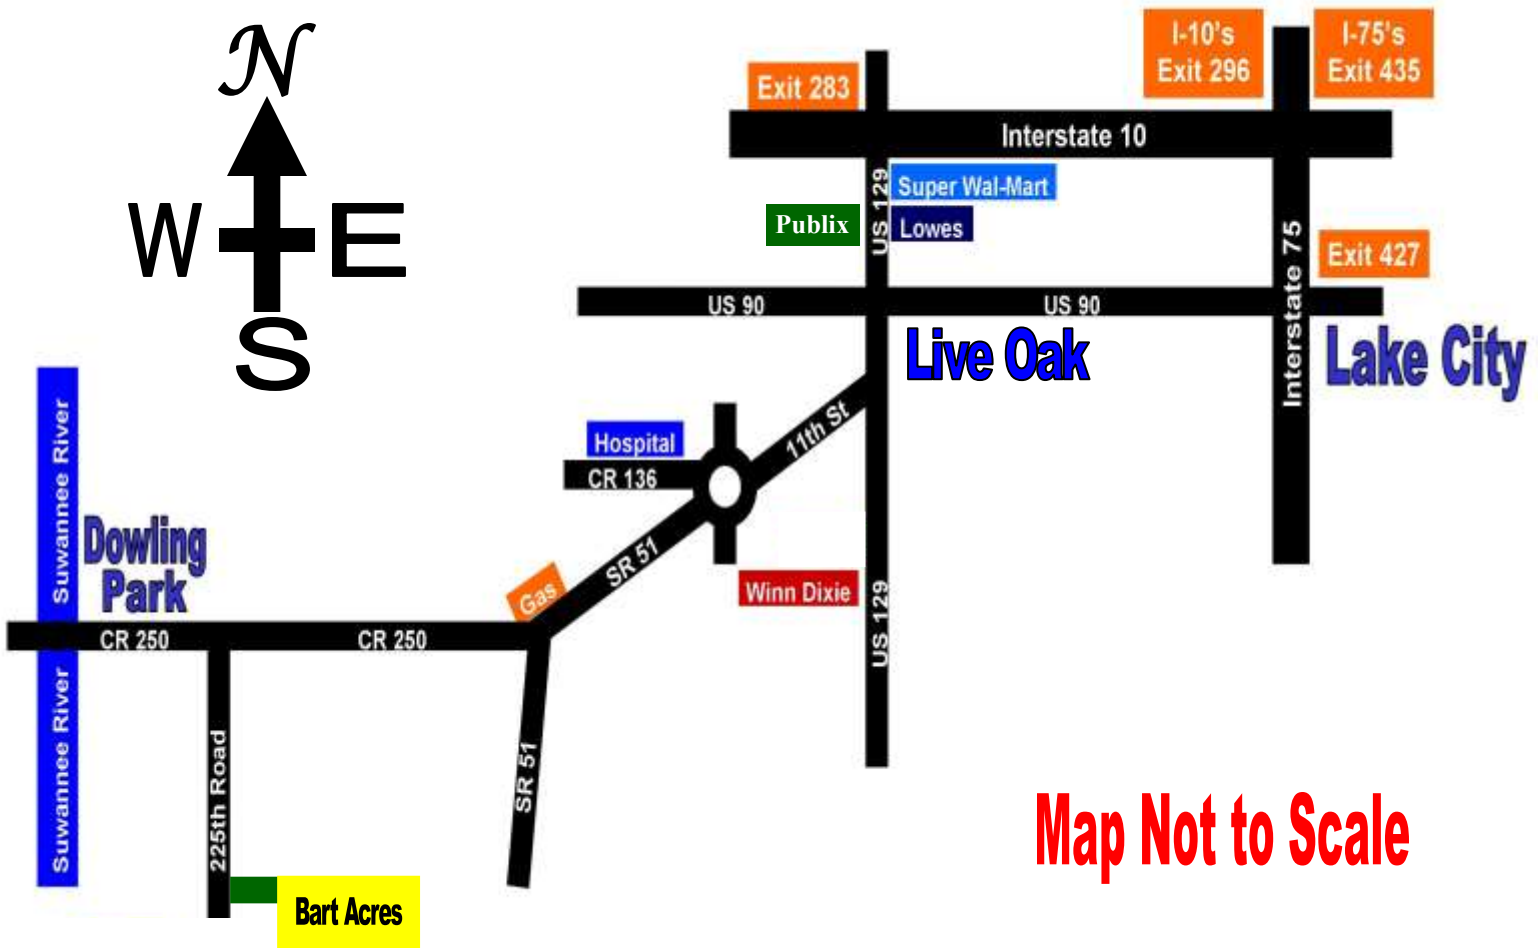 N
W
E
S
I-10's
Exit 296
I-75's
Exit 435
Exit 283
Interstate 10
US 129
Super Wal-Mart
Publix
Lowes
Interstate 75
Exit 427
US 90
US 90
Live Oak
Lake City
Hospital
CR 136
11th St
Suwannee River
Dowling
Park
SR 51
Gas
Winn Dixie
US 129
CR 250
CR 250
Suwannee River
225th Road
SR 51
Map Not to Scale
Bart Acres